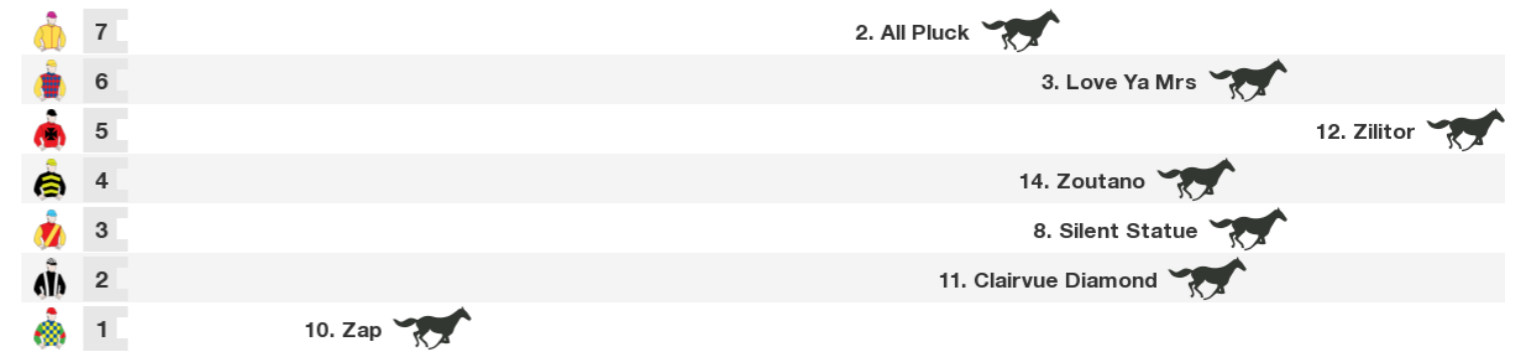 7 2. All Pluck
6 3. Love Ya Mrs
5 12. Zilitor
4 14. Zoutano
3 8. Silent Statue
2 11. Clairvue Diamond
1 10. Zap